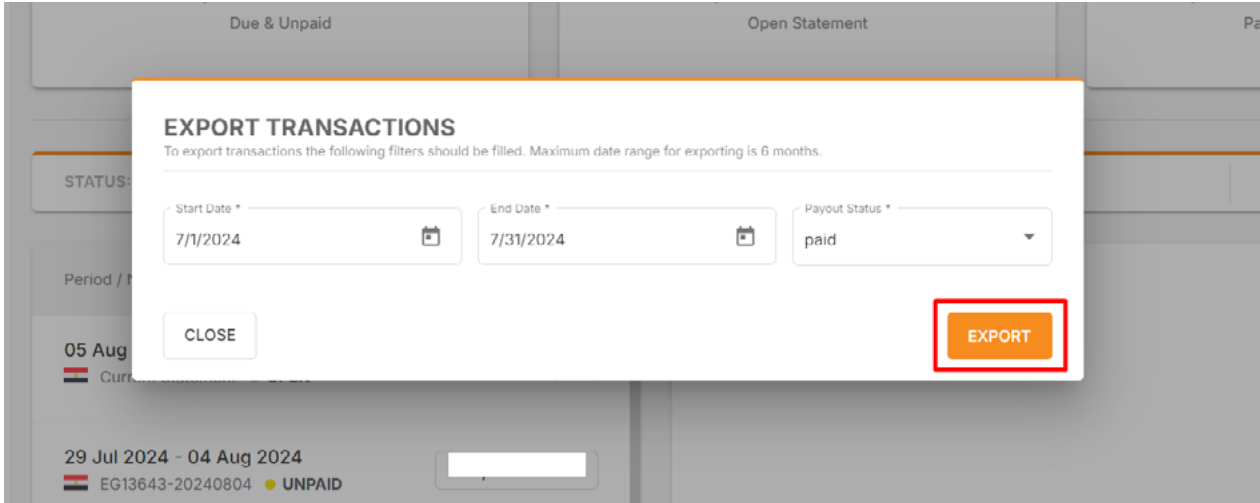 Due & Unpaid
Open Statement
Pa
EXPORT TRANSACTIONS
To export transactions the following filters should be filled. Maximum date range for exporting is 6 months.
STATUS:
Start Date *
7/1/2024
End Date *
7/31/2024
Payout Status *
paid
Period /
CLOSE
EXPORT
05 Aug
29 Jul 2024 - 04 Aug 2024
EG13643-20240804 UNPAID